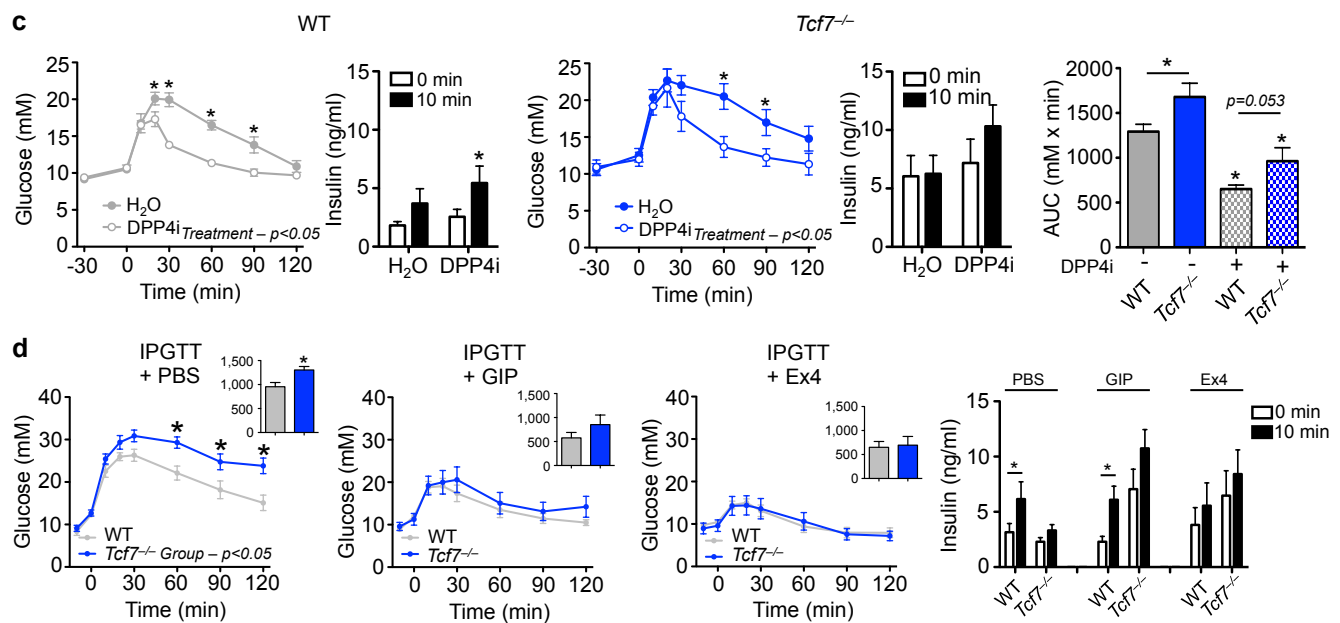 c
WT
Glucose (mM)
25
20
15
10
5
0
* *
*
*
H2O
DPP4i
Treatment – p<0.05
-30 0 30 60 90 120
Time (min)
Insulin (ng/ml)
15
10
5
0
0 min
10 min
*
H2O DPP4i
Tcf7–/–
Glucose (mM)
25
20
15
10
5
0
*
*
H2O
DPP4i
Treatment – p<0.05
-30 0 30 60 90 120
Time (min)
Insulin (ng/ml)
15
10
5
0
0 min
10 min
H2O DPP4i
AUC (mM x min)
2000
1500
1000
500
0
*
p=0.053
*
*
DPP4i - - + +
WT Tcf7–/– WT Tcf7–/–
d
IPGTT
+ PBS
1,500
1,000
500
0
*
Glucose (mM)
40
30
20
10
0
* * *
WT
Tcf7–/– Group – p<0.05
0 30 60 90 120
Time (min)
IPGTT
+ GIP
1,500
1,000
500
0
Glucose (mM)
40
30
20
10
0
WT
Tcf7–/–
0 30 60 90 120
Time (min)
IPGTT
+ Ex4
1,500
1,000
500
0
Glucose (mM)
40
30
20
10
0
WT
Tcf7–/–
0 30 60 90 120
Time (min)
Insulin (ng/ml)
15
10
5
0
PBS GIP Ex4
0 min
10 min
* *
WT Tcf7–/– WT Tcf7–/– WT Tcf7–/–